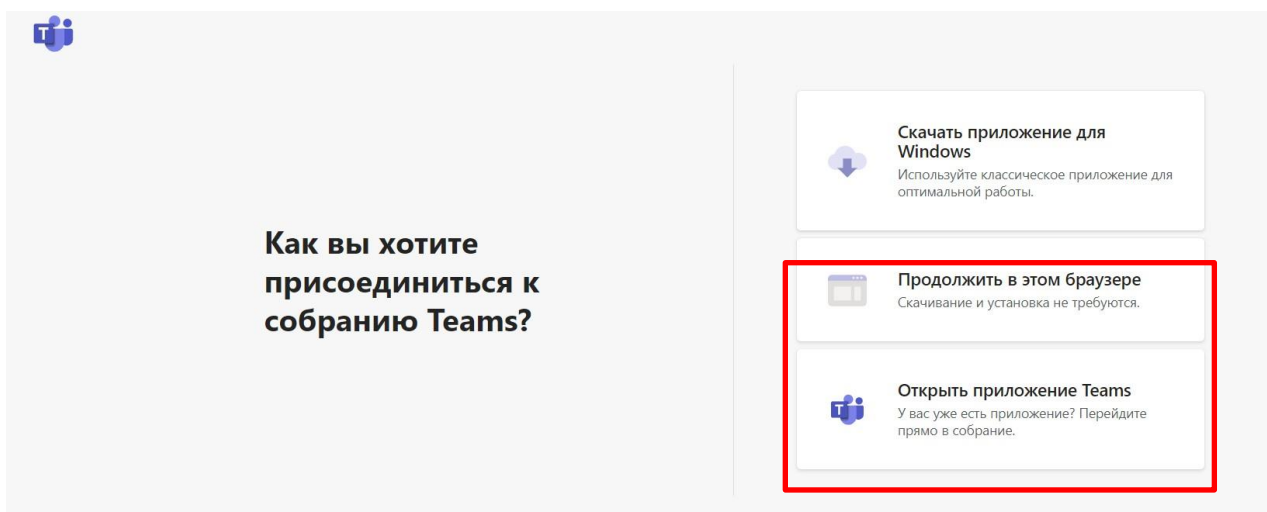 Как вы хотите
присоединиться к
собранию Teams?
Скачать приложение для
Windows
Используйте классическое приложение для
оптимальной работы.
Продолжить в этом браузере
Скачивание и установка не требуются.
Открыть приложение Teams
У вас уже есть приложение? Перейдите
прямо в собрание.